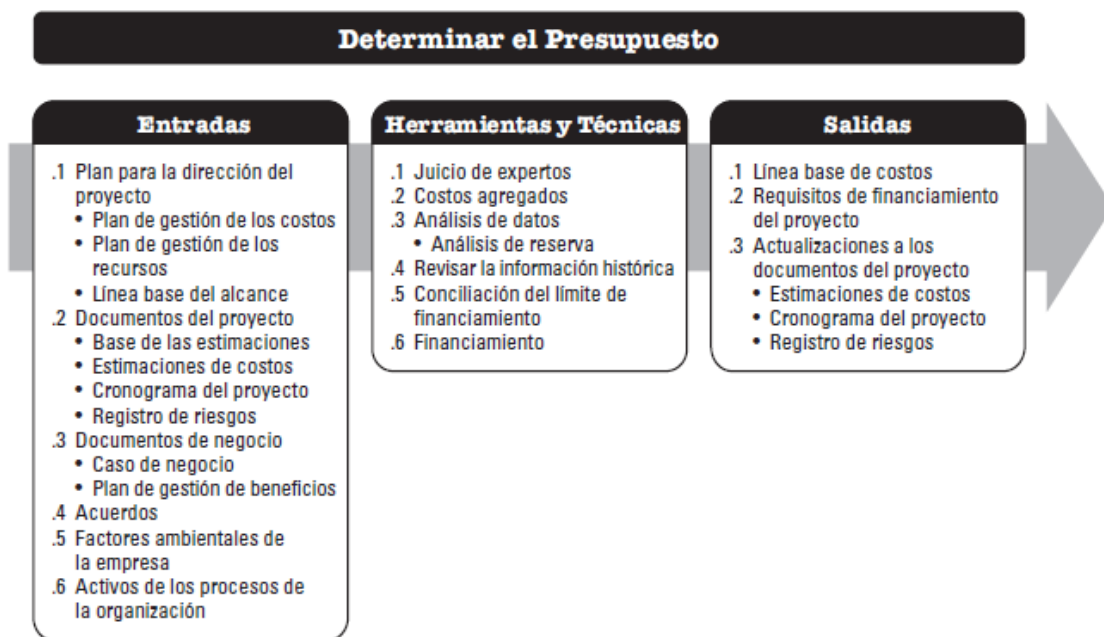 Determinar el Presupuesto
Entradas
.1 Plan para la dirección del
proyecto
• Plan de gestión de los costos
• Plan de gestión de los
recursos
• Línea base del alcance
.2 Documentos del proyecto
• Base de las estimaciones
• Estimaciones de costos
• Cronograma del proyecto
• Registro de riesgos
.3 Documentos de negocio
• Caso de negocio
• Plan de gestión de beneficios
.4 Acuerdos
.5 Factores ambientales de
la empresa
.6 Activos de los procesos de
la organización
Herramientas y Técnicas
.1 Juicio de expertos
.2 Costos agregados
.3 Análisis de datos
• Análisis de reserva
.4 Revisar la información histórica
.5 Conciliación del límite de
financiamiento
.6 Financiamiento
Salidas
.1 Línea base de costos
.2 Requisitos de financiamiento
del proyecto
.3 Actualizaciones a los
documentos del proyecto
• Estimaciones de costos
• Cronograma del proyecto
• Registro de riesgos